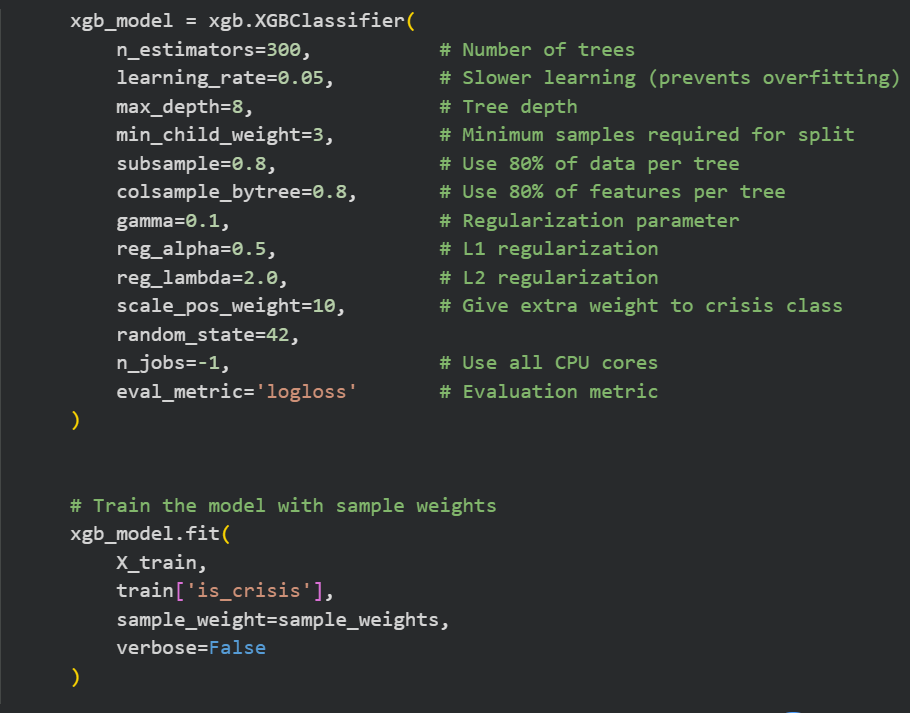 xgb_model = xgb.XGBClassifier(
    n_estimators=300,           # Number of trees
    learning_rate=0.05,         # Slower learning (prevents overfitting)
    max_depth=8,                # Tree depth
    min_child_weight=3,         # Minimum samples required for split
    subsample=0.8,              # Use 80% of data per tree
    colsample_bytree=0.8,       # Use 80% of features per tree
    gamma=0.1,                  # Regularization parameter
    reg_alpha=0.5,              # L1 regularization
    reg_lambda=2.0,             # L2 regularization
    scale_pos_weight=10,        # Give extra weight to crisis class
    random_state=42,
    n_jobs=-1,                  # Use all CPU cores
    eval_metric='logloss'       # Evaluation metric
)
# Train the model with sample weights
xgb_model.fit(
    X_train,
    train['is_crisis'],
    sample_weight=sample_weights,
    verbose=False
)